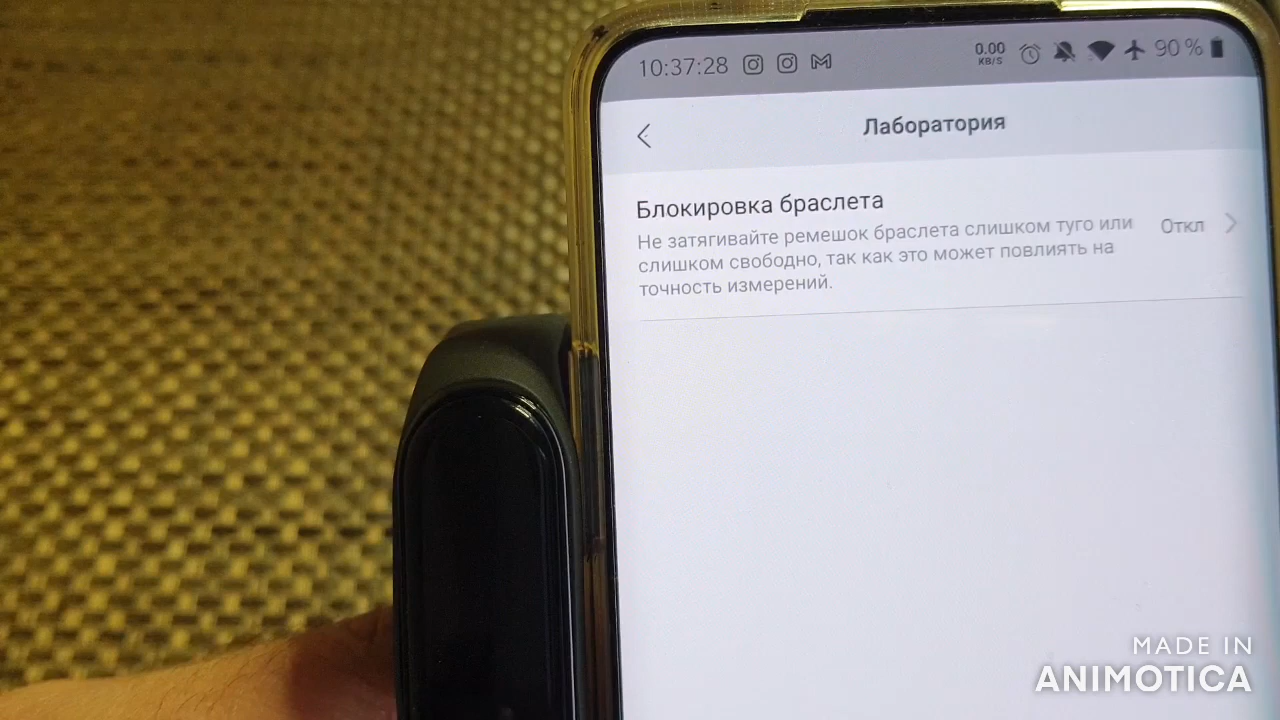 10:37:28
0.00
KB/S
90 %
Лаборатория
Блокировка браслета
Не затягивайте ремешок браслета слишком туго или
слишком свободно, так как это может повлиять на
точность измерений.
Откл
MADE IN
ANIMOTICA